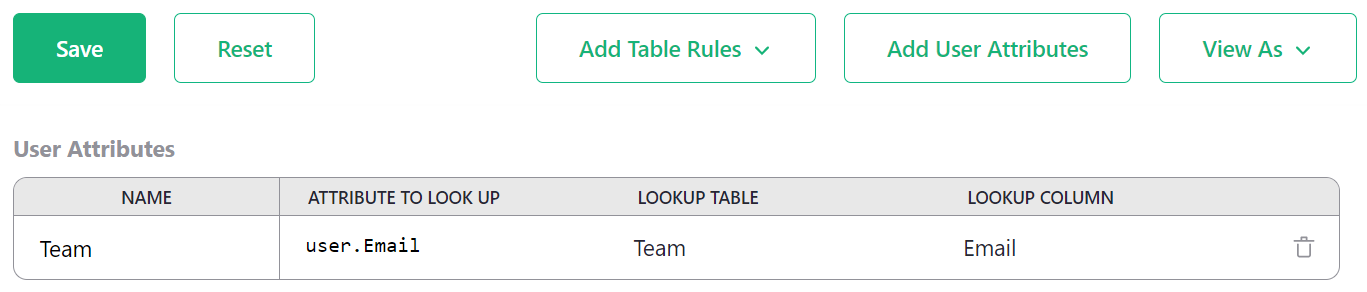 Save Reset Add Table Rules Add User Attributes View As
User Attributes
NAME ATTRIBUTE TO LOOK UP LOOKUP TABLE LOOKUP COLUMN
Team user.Email Team Email